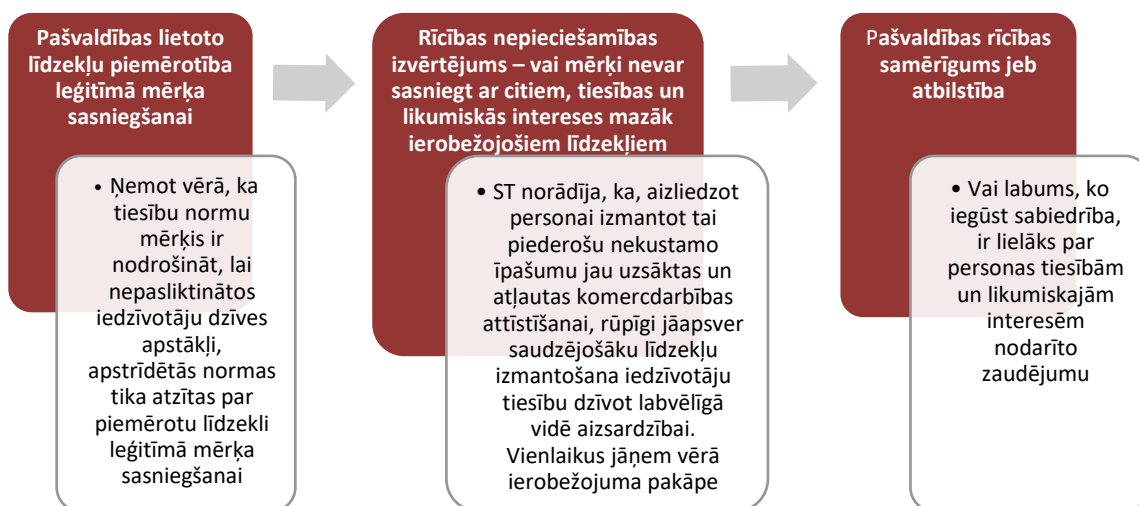 Pašvaldības lietoto
līdzekļu piemērotība
leģitīmā mērķa
sasniegšanai
• Ņemot vērā, ka
tiesību normu
mērķis ir
nodrošināt, lai
nepasliktinātos
iedzīvotāju dzīves
apstākļi,
apstrīdētās normas
tika atzītas par
piemērotu līdzekli
leģitīmā mērķa
sasniegšanai
Rīcības nepieciešamības
izvērtējums – vai mērķi nevar
sasniegt ar citiem, tiesības un
likumiskās intereses mazāk
ierobežojošiem līdzekļiem
• ST norādīja, ka, aizliedzot
personai izmantot tai
piederošu nekustamo
īpašumu jau uzsāktas un
atļautas komercdarbības
attīstīšanai, rūpīgi jāapsver
saudzējošāku līdzekļu
izmantošana iedzīvotāju
tiesību dzīvot labvēlīgā
vidē aizsardzībai.
Vienlaikus jāņem vērā
ierobežojuma pakāpe
Pašvaldības rīcības
samērīgums jeb
atbilstība
• Vai labums, ko
iegūst sabiedrība,
ir lielāks par
personas tiesībām
un likumiskajām
interesēm
nodarīto
zaudējumu